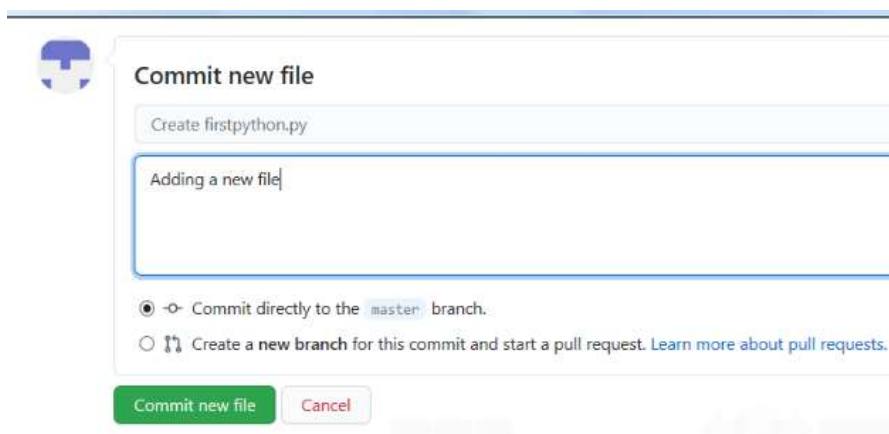 Commit new file
Create firstpython.py
Adding a new file
Commit directly to the master branch.
Create a new branch for this commit and start a pull request. Learn more about pull requests.
Commit new file Cancel